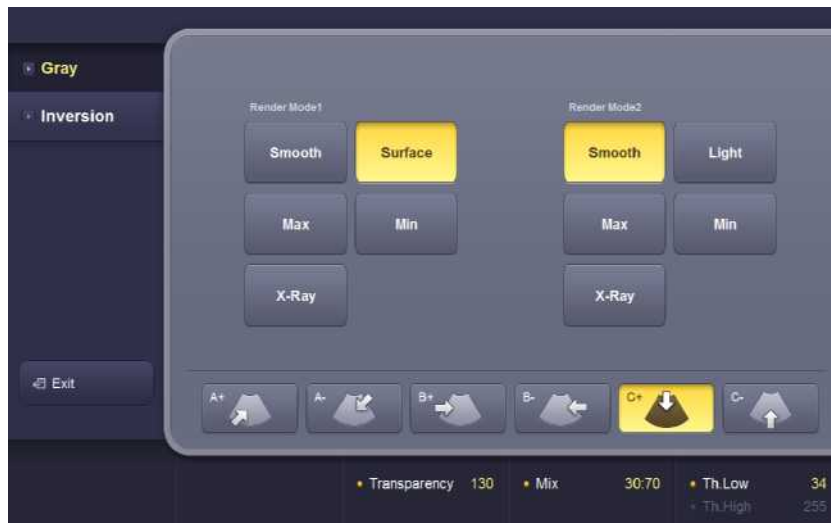 Gray
Inversion
Exit
Render Mode1
Smooth Surface
Max Min
X-Ray
Render Mode2
Smooth Light
Max Min
X-Ray
A+ A- B+ B- C+ C-
Transparency 130 Mix 30:70 Th.Low 34
Th.High 255